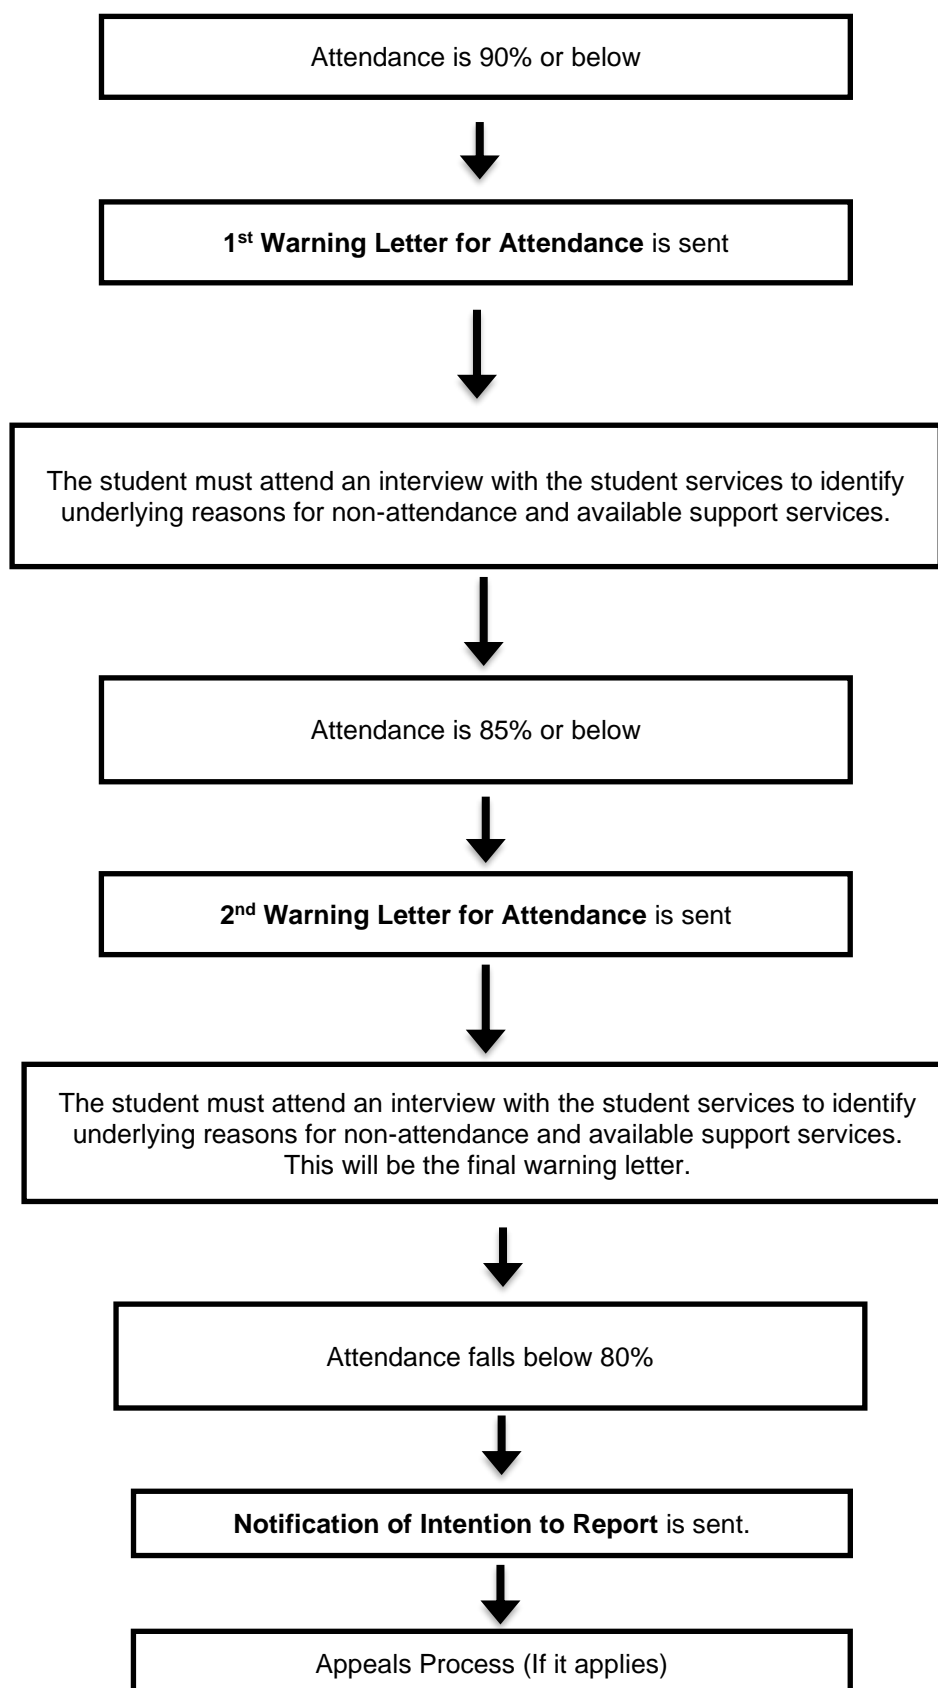 Attendance is 90% or below
1st Warning Letter for Attendance is sent
The student must attend an interview with the student services to identify
underlying reasons for non-attendance and available support services.
Attendance is 85% or below
2nd Warning Letter for Attendance is sent
The student must attend an interview with the student services to identify
underlying reasons for non-attendance and available support services.
This will be the final warning letter.
Attendance falls below 80%
Notification of Intention to Report is sent.
Appeals Process (If it applies)